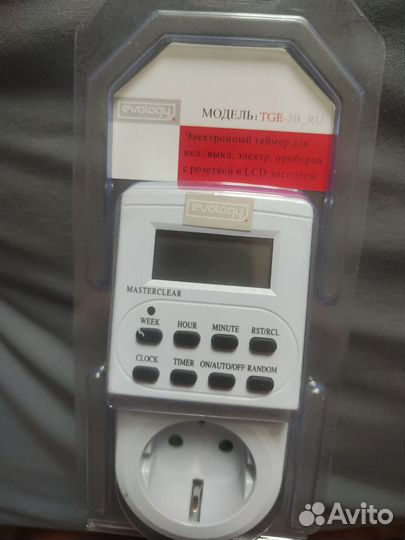 evology
МОДЕЛЬ: TGE-2B_RU
Электронный таймер для
вкл./выкл. электр. приборов
с розеткой и LCD дисплеем
evology
MASTERCLEAR
WEEK HOUR MINUTE RST/RCL
CLOCK TIMER ON/AUTO/OFF RANDOM
Avito